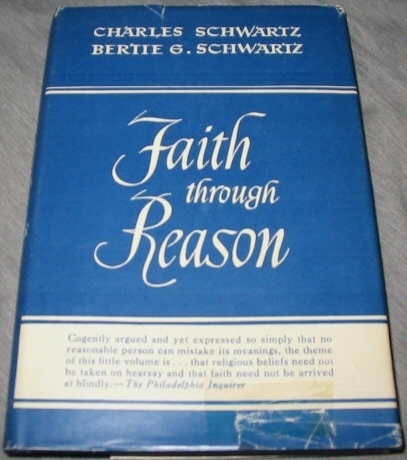 CHARLES SCHWARTZ
BERTIE G. SCHWARTZ
Faith
through
Reason
Cogently argued and yet expressed so simply that no
reasonable person can mistake its meanings, the theme
of this little volume is . . . that religious beliefs need not
be taken on hearsay and that faith need not be arrived
at blindly.—The Philadelphia Inquirer